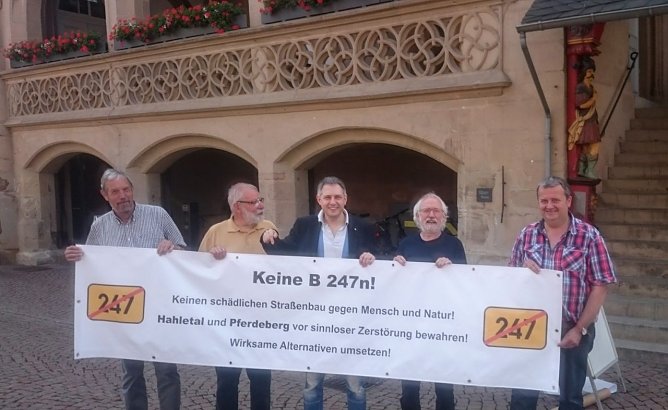 Keine B 247n!
247
Keinen schädlichen Straßenbau gegen Mensch und Natur!
Hahletal und Pferdeberg vor sinnloser Zerstörung bewahren!
Wirksame Alternativen umsetzen!
247